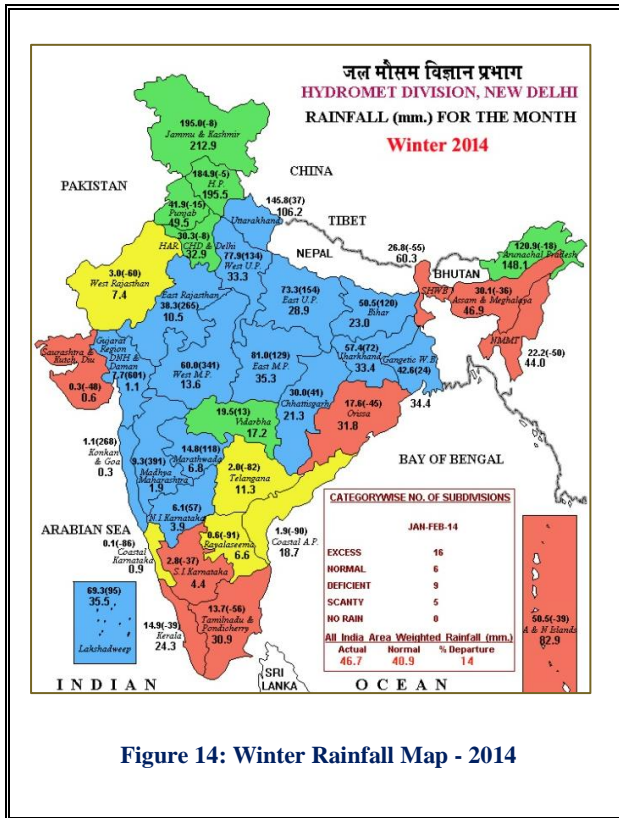 जल मौसम विज्ञान प्रभाग
HYDROMET DIVISION, NEW DELHI
RAINFALL (mm.) FOR THE MONTH
Winter 2014
195.0(-8)
Jammu & Kashmir
212.9
CHINA
184.9(-5)
H.P.
195.5
PAKISTAN
41.9(-15)
Punjab
49.5
145.8(37)
106.2
Uttarakhand
TIBET
30.3(-8)
HAR. CHD & Delhi
32.9
NEPAL
26.8(-55)
60.3
BHUTAN
120.9(-18)
Arunachal Pradesh
148.1
3.0(-60)
West Rajasthan
7.4
77.9(134)
West U.P.
33.3
73.3(154)
East U.P.
28.9
SHWB
30.1(-36)
Assam & Meghalaya
46.9
East Rajasthan
38.3(265)
10.5
50.5(120)
Bihar
23.0
NMMT
22.2(-50)
44.0
Saurashtra &
Kutch, Diu
0.3(-48)
0.6
Gujarat
Region
DNH &
Daman
7.7(601)
1.1
60.0(341)
West M.P.
13.6
81.0(129)
East M.P.
35.3
57.4(72)
Jharkhand
33.4
Gangetic W.B.
42.6(24)
34.4
30.0(41)
Chhattisgarh
21.3
17.6(-45)
Orissa
31.8
19.5(13)
Vidarbha
17.2
1.1(268)
Konkan
& Goa
0.3
9.3(391)
Madhya
Maharashtra
1.9
14.8(118)
Marathwada
6.8
2.0(-82)
Telangana
11.3
BAY OF BENGAL
ARABIAN SEA
6.1(57)
N.I.Karnataka
3.9
0.6(-91)
Rayalaseema
6.6
1.9(-90)
Coastal A.P.
18.7
0.1(-86)
Coastal
Karnataka
0.9
2.8(-37)
S.I.Karnataka
4.4
69.3(95)
35.5
Lakshadweep
14.9(-39)
Kerala
24.3
13.7(-56)
Tamilnadu &
Pondicherry
30.9
CATEGORYWISE NO. OF SUBDIVISIONS
JAN-FEB-14
EXCESS 16
NORMAL 6
DEFICIENT 9
SCANTY 5
NO RAIN 0
All India Area Weighted Rainfall (mm.)
Actual Normal % Departure
46.7 40.9 14
50.5(-39)
A & N Islands
82.9
SRI
LANKA
INDIAN OCEAN
Figure 14: Winter Rainfall Map - 2014